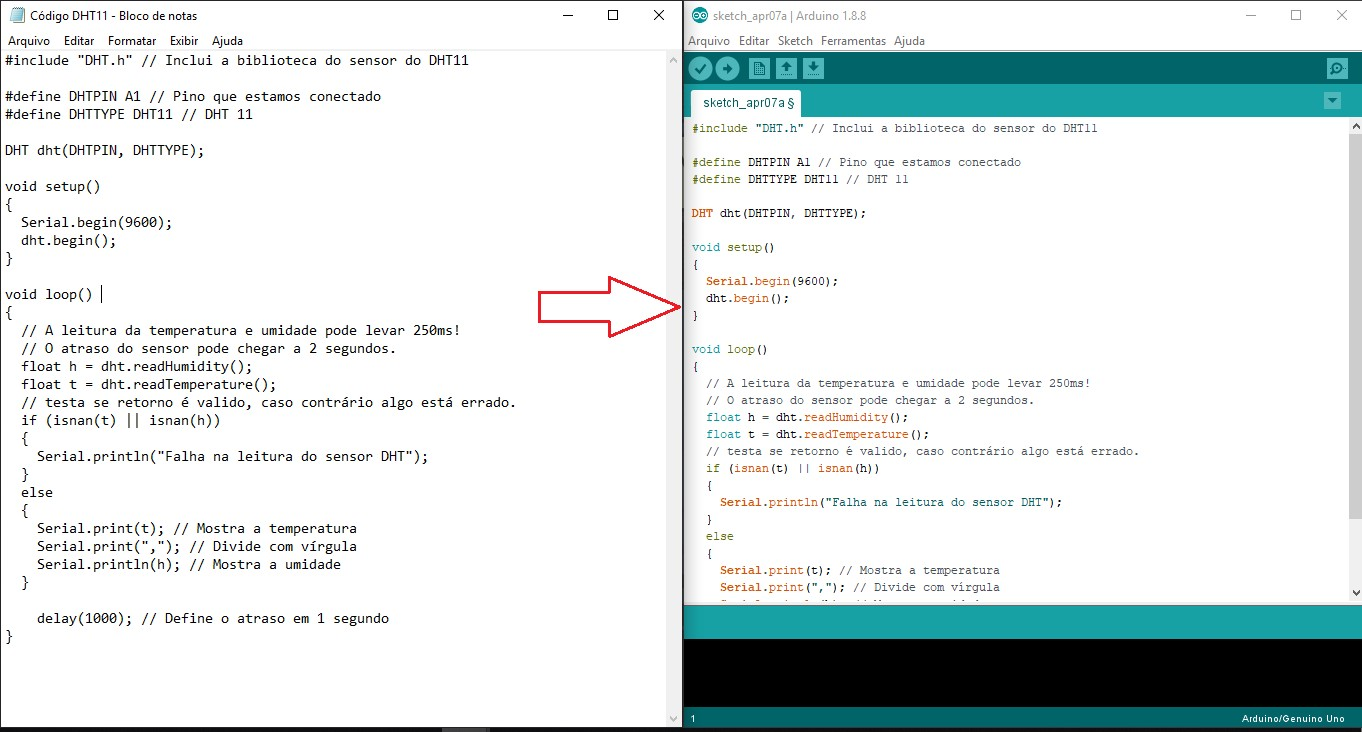 Código DHT11 - Bloco de notas
Arquivo Editar Formatar Exibir Ajuda
#include "DHT.h" // Inclui a biblioteca do sensor do DHT11
#define DHTPIN A1 // Pino que estamos conectado
#define DHTTYPE DHT11 // DHT 11
DHT dht(DHTPIN, DHTTYPE);
void setup()
{
Serial.begin(9600);
dht.begin();
}
void loop()
{
// A leitura da temperatura e umidade pode levar 250ms!
// O atraso do sensor pode chegar a 2 segundos.
float h = dht.readHumidity();
float t = dht.readTemperature();
// testa se retorno é valido, caso contrário algo está errado.
if (isnan(t) || isnan(h))
{
Serial.println("Falha na leitura do sensor DHT");
}
else
{
Serial.print(t); // Mostra a temperatura
Serial.print(","); // Divide com vírgula
Serial.println(h); // Mostra a umidade
}
delay(1000); // Define o atraso em 1 segundo
}
sketch_apr07a | Arduino 1.8.8
Arquivo Editar Sketch Ferramentas Ajuda
sketch_apr07a §
#include "DHT.h" // Inclui a biblioteca do sensor do DHT11
#define DHTPIN A1 // Pino que estamos conectado
#define DHTTYPE DHT11 // DHT 11
DHT dht(DHTPIN, DHTTYPE);
void setup()
{
Serial.begin(9600);
dht.begin();
}
void loop()
{
// A leitura da temperatura e umidade pode levar 250ms!
// O atraso do sensor pode chegar a 2 segundos.
float h = dht.readHumidity();
float t = dht.readTemperature();
// testa se retorno é valido, caso contrário algo está errado.
if (isnan(t) || isnan(h))
{
Serial.println("Falha na leitura do sensor DHT");
}
else
{
Serial.print(t); // Mostra a temperatura
Serial.print(","); // Divide com vírgula
1
Arduino/Genuino Uno